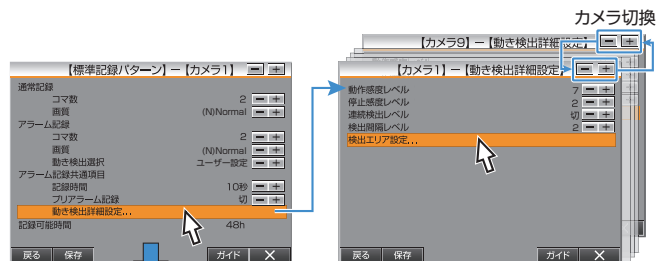 カメラ切換
【カメラ9】－【動き検出詳細設定】 － ＋
【標準記録パターン】－【カメラ1】 － ＋
通常記録
コマ数 2 － ＋
画質 (N)Normal － ＋
アラーム記録
コマ数 2 － ＋
画質 (N)Normal － ＋
動き検出選択 ユーザー設定 － ＋
アラーム記録共通項目
記録時間 10秒 － ＋
プリアラーム記録 切 － ＋
動き検出詳細設定...
記録可能時間 48h
戻る 保存 ガイド ×
【カメラ1】－【動き検出詳細設定】 － ＋
動作感度レベル 7 － ＋
停止感度レベル 2 － ＋
連続検出レベル 切 － ＋
検出間隔レベル 2 － ＋
検出エリア設定...
戻る 保存 ガイド ×